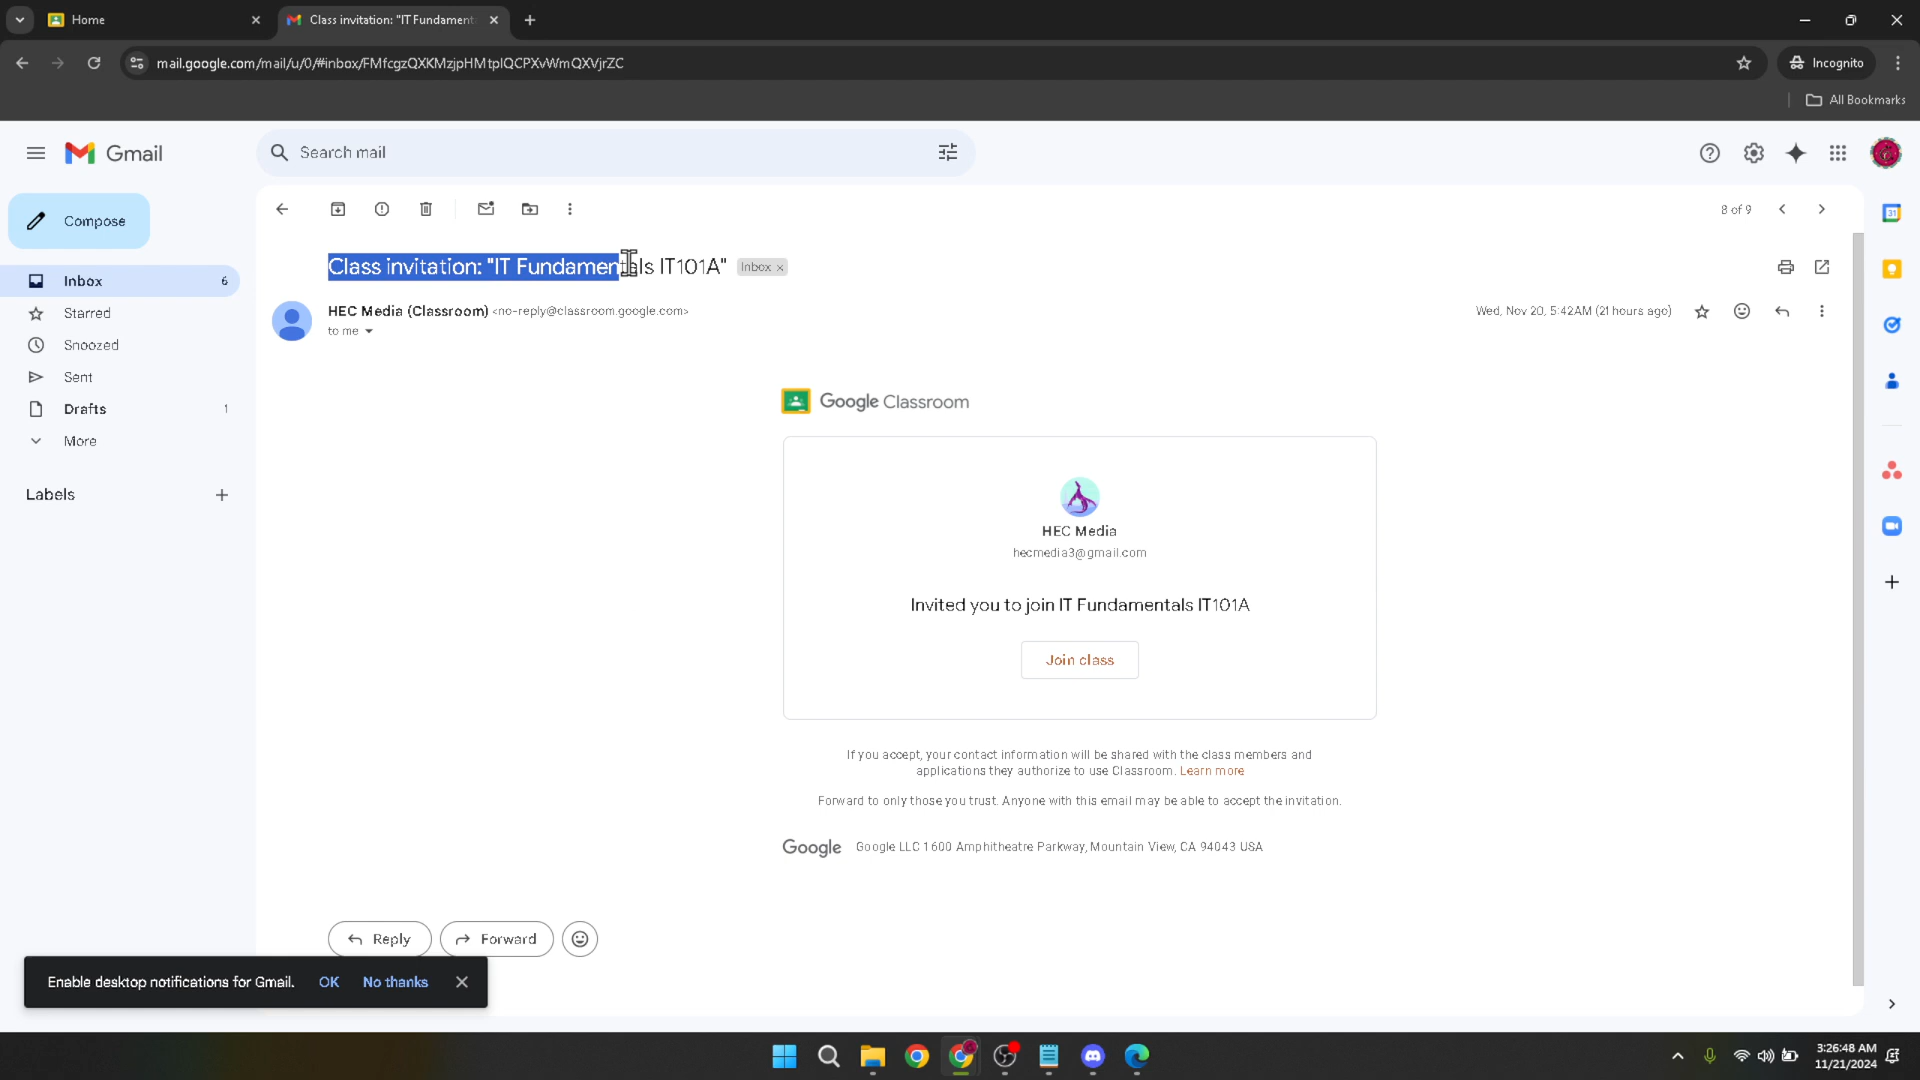 Home
Class invitation: "IT Fundament
mail.google.com/mail/u/0/#inbox/FMfcgzQXKMzjpHMtplQCPXvWmQXVjrZC
Incognito
All Bookmarks
Gmail
Search mail
Compose
8 of 9
Class invitation: "IT Fundamentals IT101A"
Inbox ×
Inbox 6
Starred
Snoozed
Sent
Drafts 1
More
Labels
HEC Media (Classroom) <no-reply@classroom.google.com>
to me
Wed, Nov 20, 5:42 AM (21 hours ago)
Google Classroom
HEC Media
hecmedia3@gmail.com
Invited you to join IT Fundamentals IT101A
Join class
If you accept, your contact information will be shared with the class members and
applications they authorize to use Classroom. Learn more
Forward to only those you trust. Anyone with this email may be able to accept the invitation.
Google
Google LLC 1600 Amphitheatre Parkway, Mountain View, CA 94043 USA
Reply
Forward
Enable desktop notifications for Gmail. OK No thanks
31
3:26:48 AM
11/21/2024